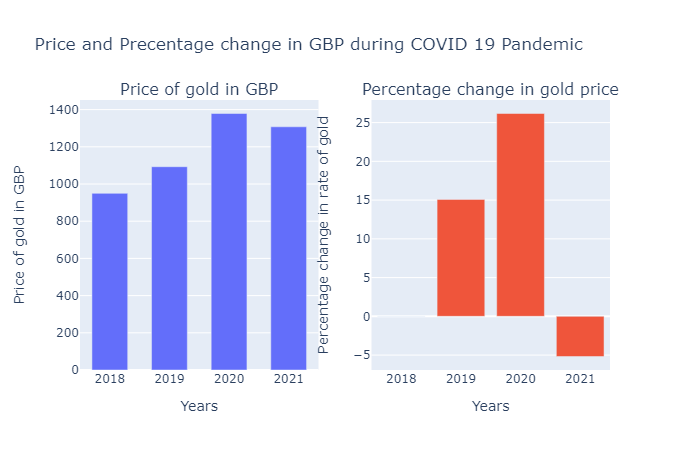 Price and Precentage change in GBP during COVID 19 Pandemic
Price of gold in GBP
Price of gold in GBP
1400
1200
1000
800
600
400
200
0
2018 2019 2020 2021
Years
Percentage change in gold price
Percentage change in rate of gold
25
20
15
10
5
0
−5
2018 2019 2020 2021
Years